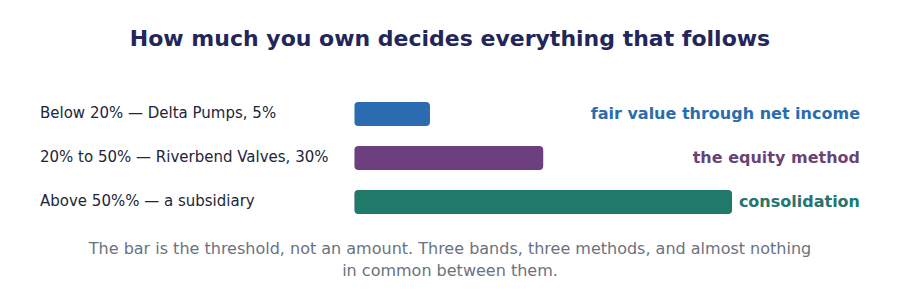 How much you own decides everything that follows
Below 20% — Delta Pumps, 5% fair value through net income
20% to 50% — Riverbend Valves, 30% the equity method
Above 50%% — a subsidiary consolidation
The bar is the threshold, not an amount. Three bands, three methods, and almost nothing
in common between them.